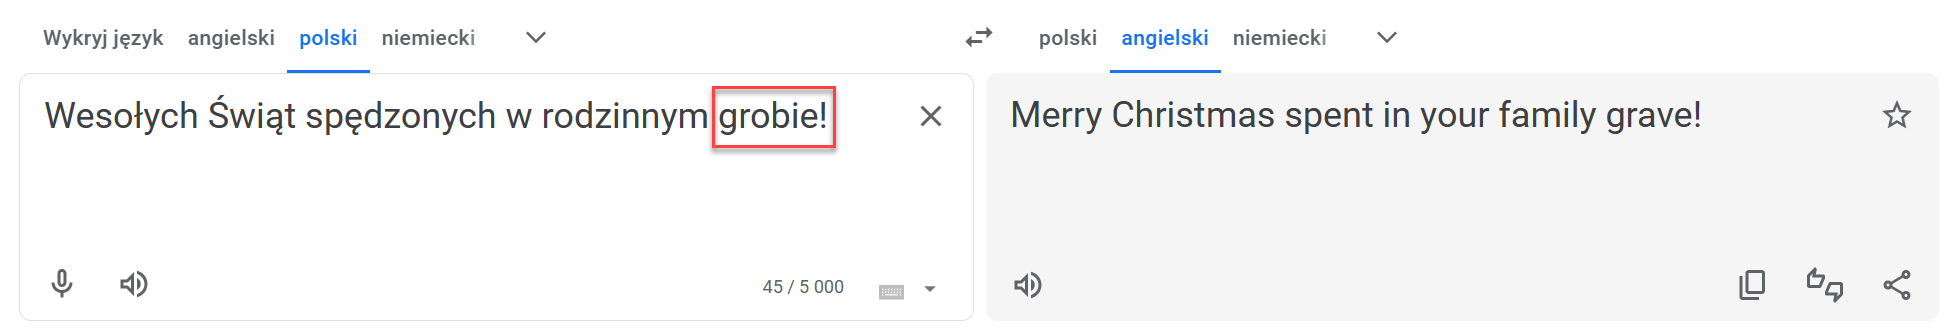 Wykryj język angielski polski niemiecki
polski angielski niemiecki
Wesołych Świąt spędzonych w rodzinnym grobie!
Merry Christmas spent in your family grave!
45 / 5 000